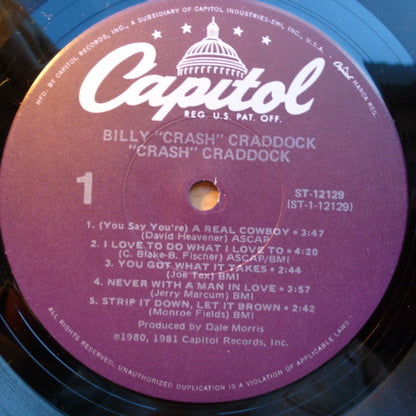 MFD. BY CAPITOL RECORDS, INC., A SUBSIDIARY OF CAPITOL INDUSTRIES-EMI, INC., U.S.A. • Capitol MARCA REG.
Capitol
REG. U.S. PAT. OFF.
BILLY "CRASH" CRADDOCK
"CRASH" CRADDOCK
1
ST-12129
(ST-1-12129)
1. (You Say You're) A REAL COWBOY • 3:47
(David Heavener) ASCAP
2. I LOVE TO DO WHAT I LOVE TO • 4:20
(C. Blake-B. Fischer) ASCAP/BMI
3. YOU GOT WHAT IT TAKES • 2:44
(Joe Tex) BMI
4. NEVER WITH A MAN IN LOVE • 3:57
(Jerry Marcum) BMI
5. STRIP IT DOWN, LET IT BROWN • 2:42
(Monroe Fields) BMI
Produced by Dale Morris
©1980, 1981 Capitol Records, Inc.
ALL RIGHTS RESERVED. UNAUTHORIZED DUPLICATION IS A VIOLATION OF APPLICABLE LAWS.